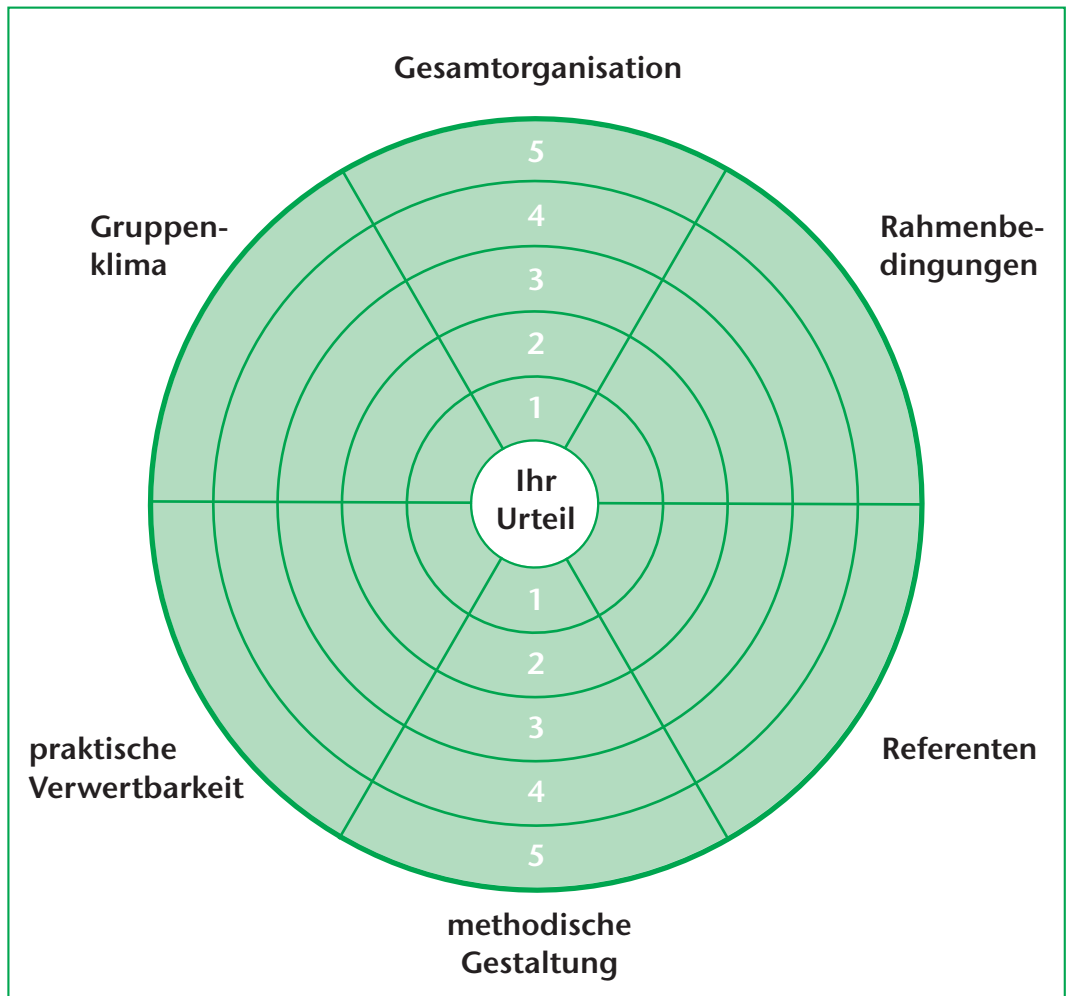 Gesamtorganisation
5
Gruppen-
klima
4
Rahmenbe-
dingungen
3
2
1
Ihr
Urteil
1
2
3
praktische
Verwertbarkeit
Referenten
4
5
methodische
Gestaltung